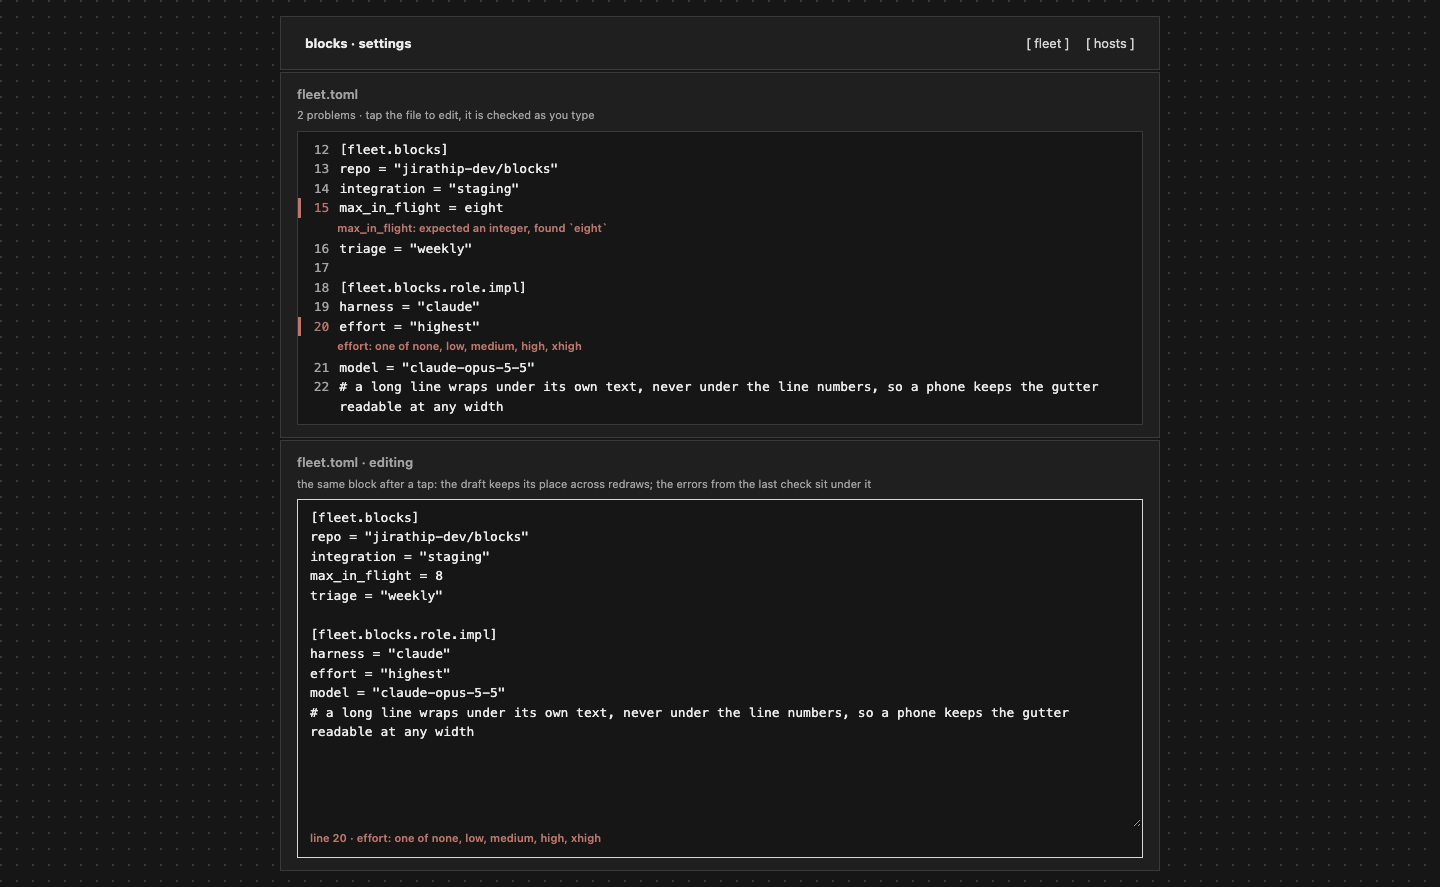 blocks · settings
[ fleet ] [ hosts ]
fleet.toml
2 problems · tap the file to edit, it is checked as you type
12 [fleet.blocks]
13 repo = "jirathip-dev/blocks"
14 integration = "staging"
15 max_in_flight = eight
max_in_flight: expected an integer, found `eight`
16 triage = "weekly"
17
18 [fleet.blocks.role.impl]
19 harness = "claude"
20 effort = "highest"
effort: one of none, low, medium, high, xhigh
21 model = "claude-opus-5-5"
22 # a long line wraps under its own text, never under the line numbers, so a phone keeps the gutter
readable at any width
fleet.toml · editing
the same block after a tap: the draft keeps its place across redraws; the errors from the last check sit under it
[fleet.blocks]
repo = "jirathip-dev/blocks"
integration = "staging"
max_in_flight = 8
triage = "weekly"
[fleet.blocks.role.impl]
harness = "claude"
effort = "highest"
model = "claude-opus-5-5"
# a long line wraps under its own text, never under the line numbers, so a phone keeps the gutter
readable at any width
line 20 · effort: one of none, low, medium, high, xhigh